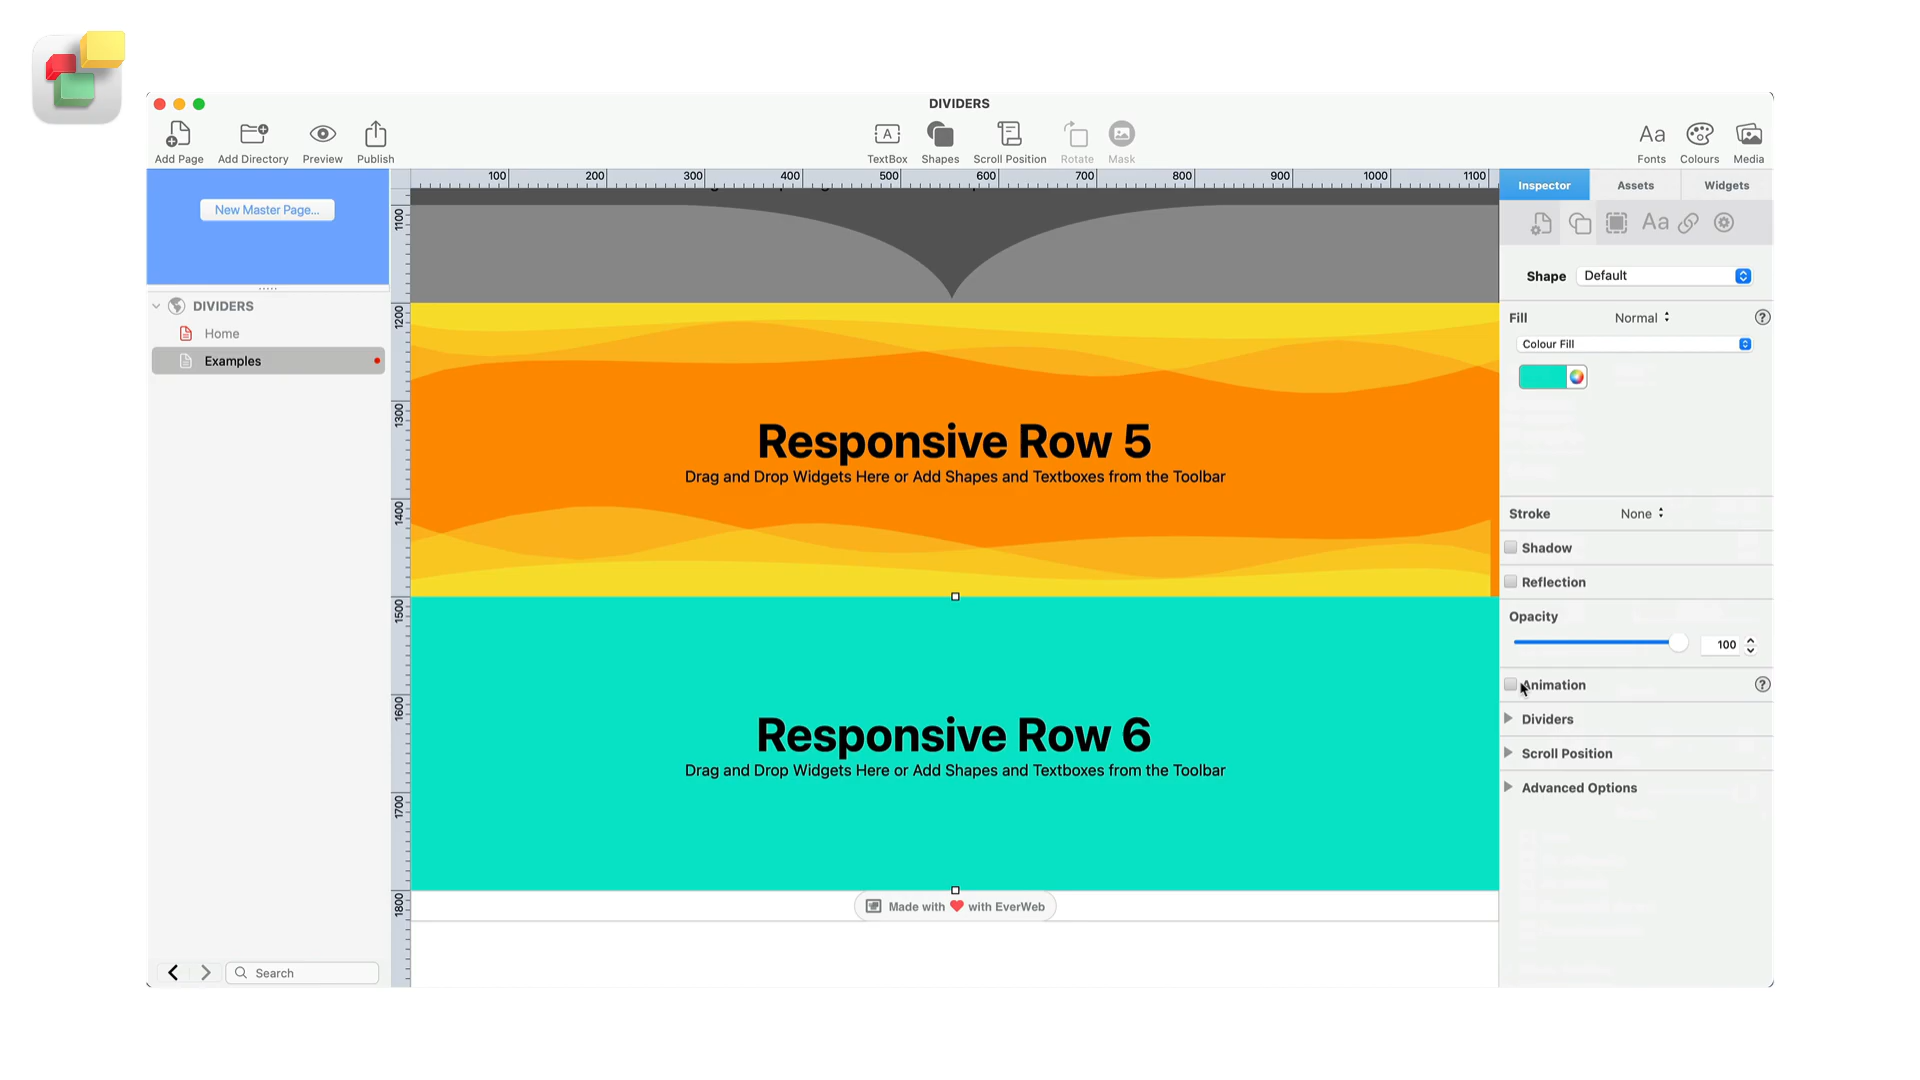 DIVIDERS
Add Page
Add Directory
Preview
Publish
A
TextBox
Shapes
Scroll Position
Rotate
Mask
Aa
Fonts
Colours
Media
New Master Page...
DIVIDERS
Home
Examples
Search
100 200 300 400 500 600 700 800 900 1000 1100
1100
1200
1300
1400
1500
1600
1700
1800
Responsive Row 5
Drag and Drop Widgets Here or Add Shapes and Textboxes from the Toolbar
Responsive Row 6
Drag and Drop Widgets Here or Add Shapes and Textboxes from the Toolbar
Made with ❤ with EverWeb
Inspector
Assets
Widgets
Aa
Shape Default
Fill Normal ?
Colour Fill
Stroke None
Shadow
Reflection
Opacity
100
Animation ?
Dividers
Scroll Position
Advanced Options